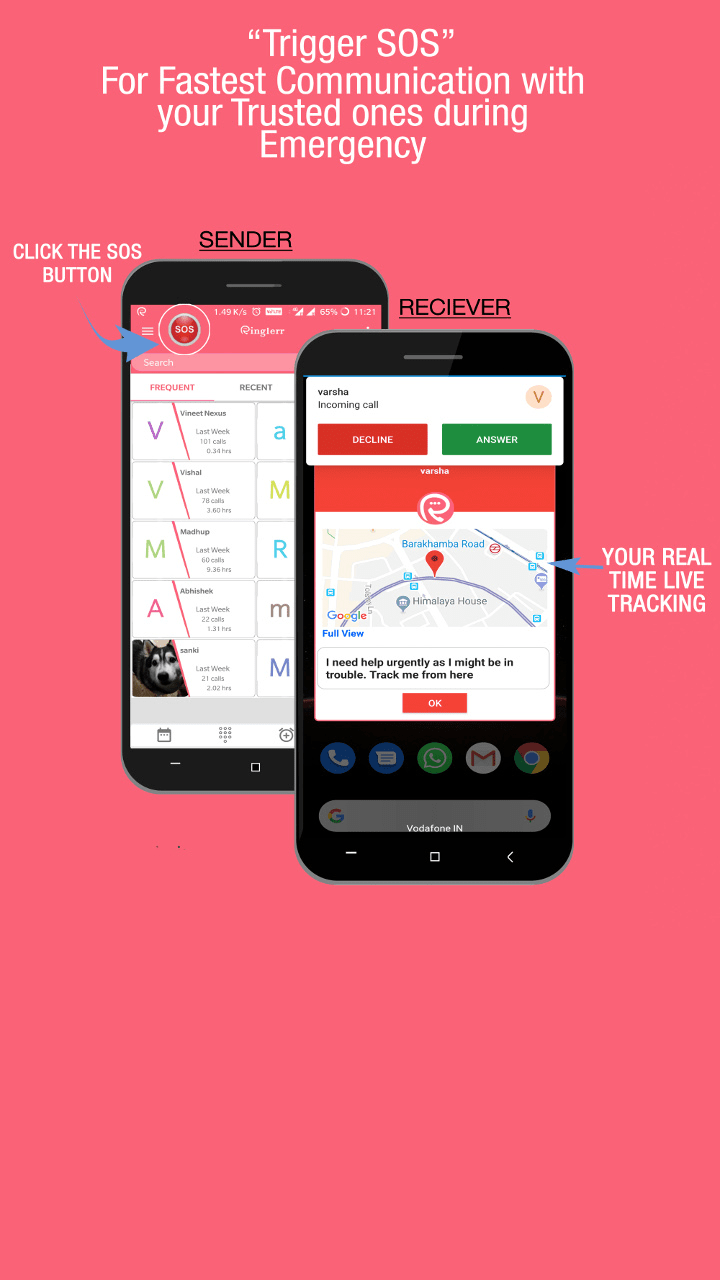 “Trigger SOS”
For Fastest Communication with
your Trusted ones during
Emergency
CLICK THE SOS
BUTTON
SENDER
RECIEVER
1.49 K/s 65% 11:21
SOS
Ringlerr
Search
FREQUENT RECENT
V
Vineet Nexus
Last Week
101 calls
0.34 hrs
a
V
Vishal
Last Week
78 calls
3.60 hrs
M
M
Madhup
Last Week
60 calls
9.36 hrs
R
A
Abhishek
Last Week
22 calls
1.31 hrs
m
sanki
Last Week
21 calls
2.02 hrs
M
varsha
Incoming call
V
DECLINE ANSWER
varsha
Barakhamba Road
Himalaya House
Google
Full View
I need help urgently as I might be in
trouble. Track me from here
OK
Vodafone IN
YOUR REAL
TIME LIVE
TRACKING